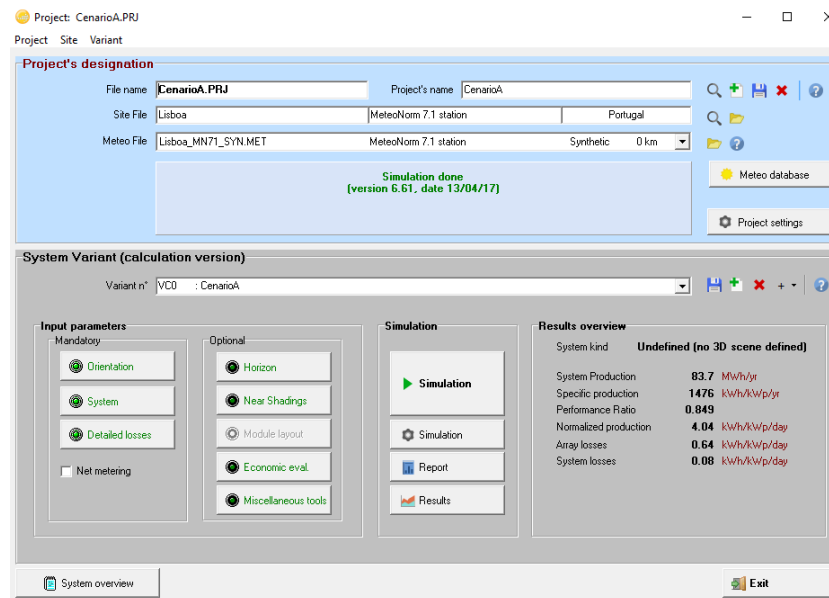 Project: CenarioA.PRJ
Project Site Variant
Project's designation
File name CenarioA.PRJ Project's name CenarioA
Site File Lisboa MeteoNorm 7.1 station Portugal
Meteo File Lisboa_MN71_SYN.MET MeteoNorm 7.1 station Synthetic 0 km
Simulation done
(version 6.61, date 13/04/17)
Meteo database
Project settings
System Variant (calculation version)
Variant n° VC0 : CenarioA
Input parameters
Mandatory
Orientation
System
Detailed losses
Net metering
Optional
Horizon
Near Shadings
Module layout
Economic eval.
Miscellaneous tools
Simulation
Simulation
Simulation
Report
Results
Results overview
System kind Undefined (no 3D scene defined)
System Production 83.7 MWh/yr
Specific production 1476 kWh/kWp/yr
Performance Ratio 0.849
Normalized production 4.04 kWh/kWp/day
Array losses 0.64 kWh/kWp/day
System losses 0.08 kWh/kWp/day
System overview
Exit